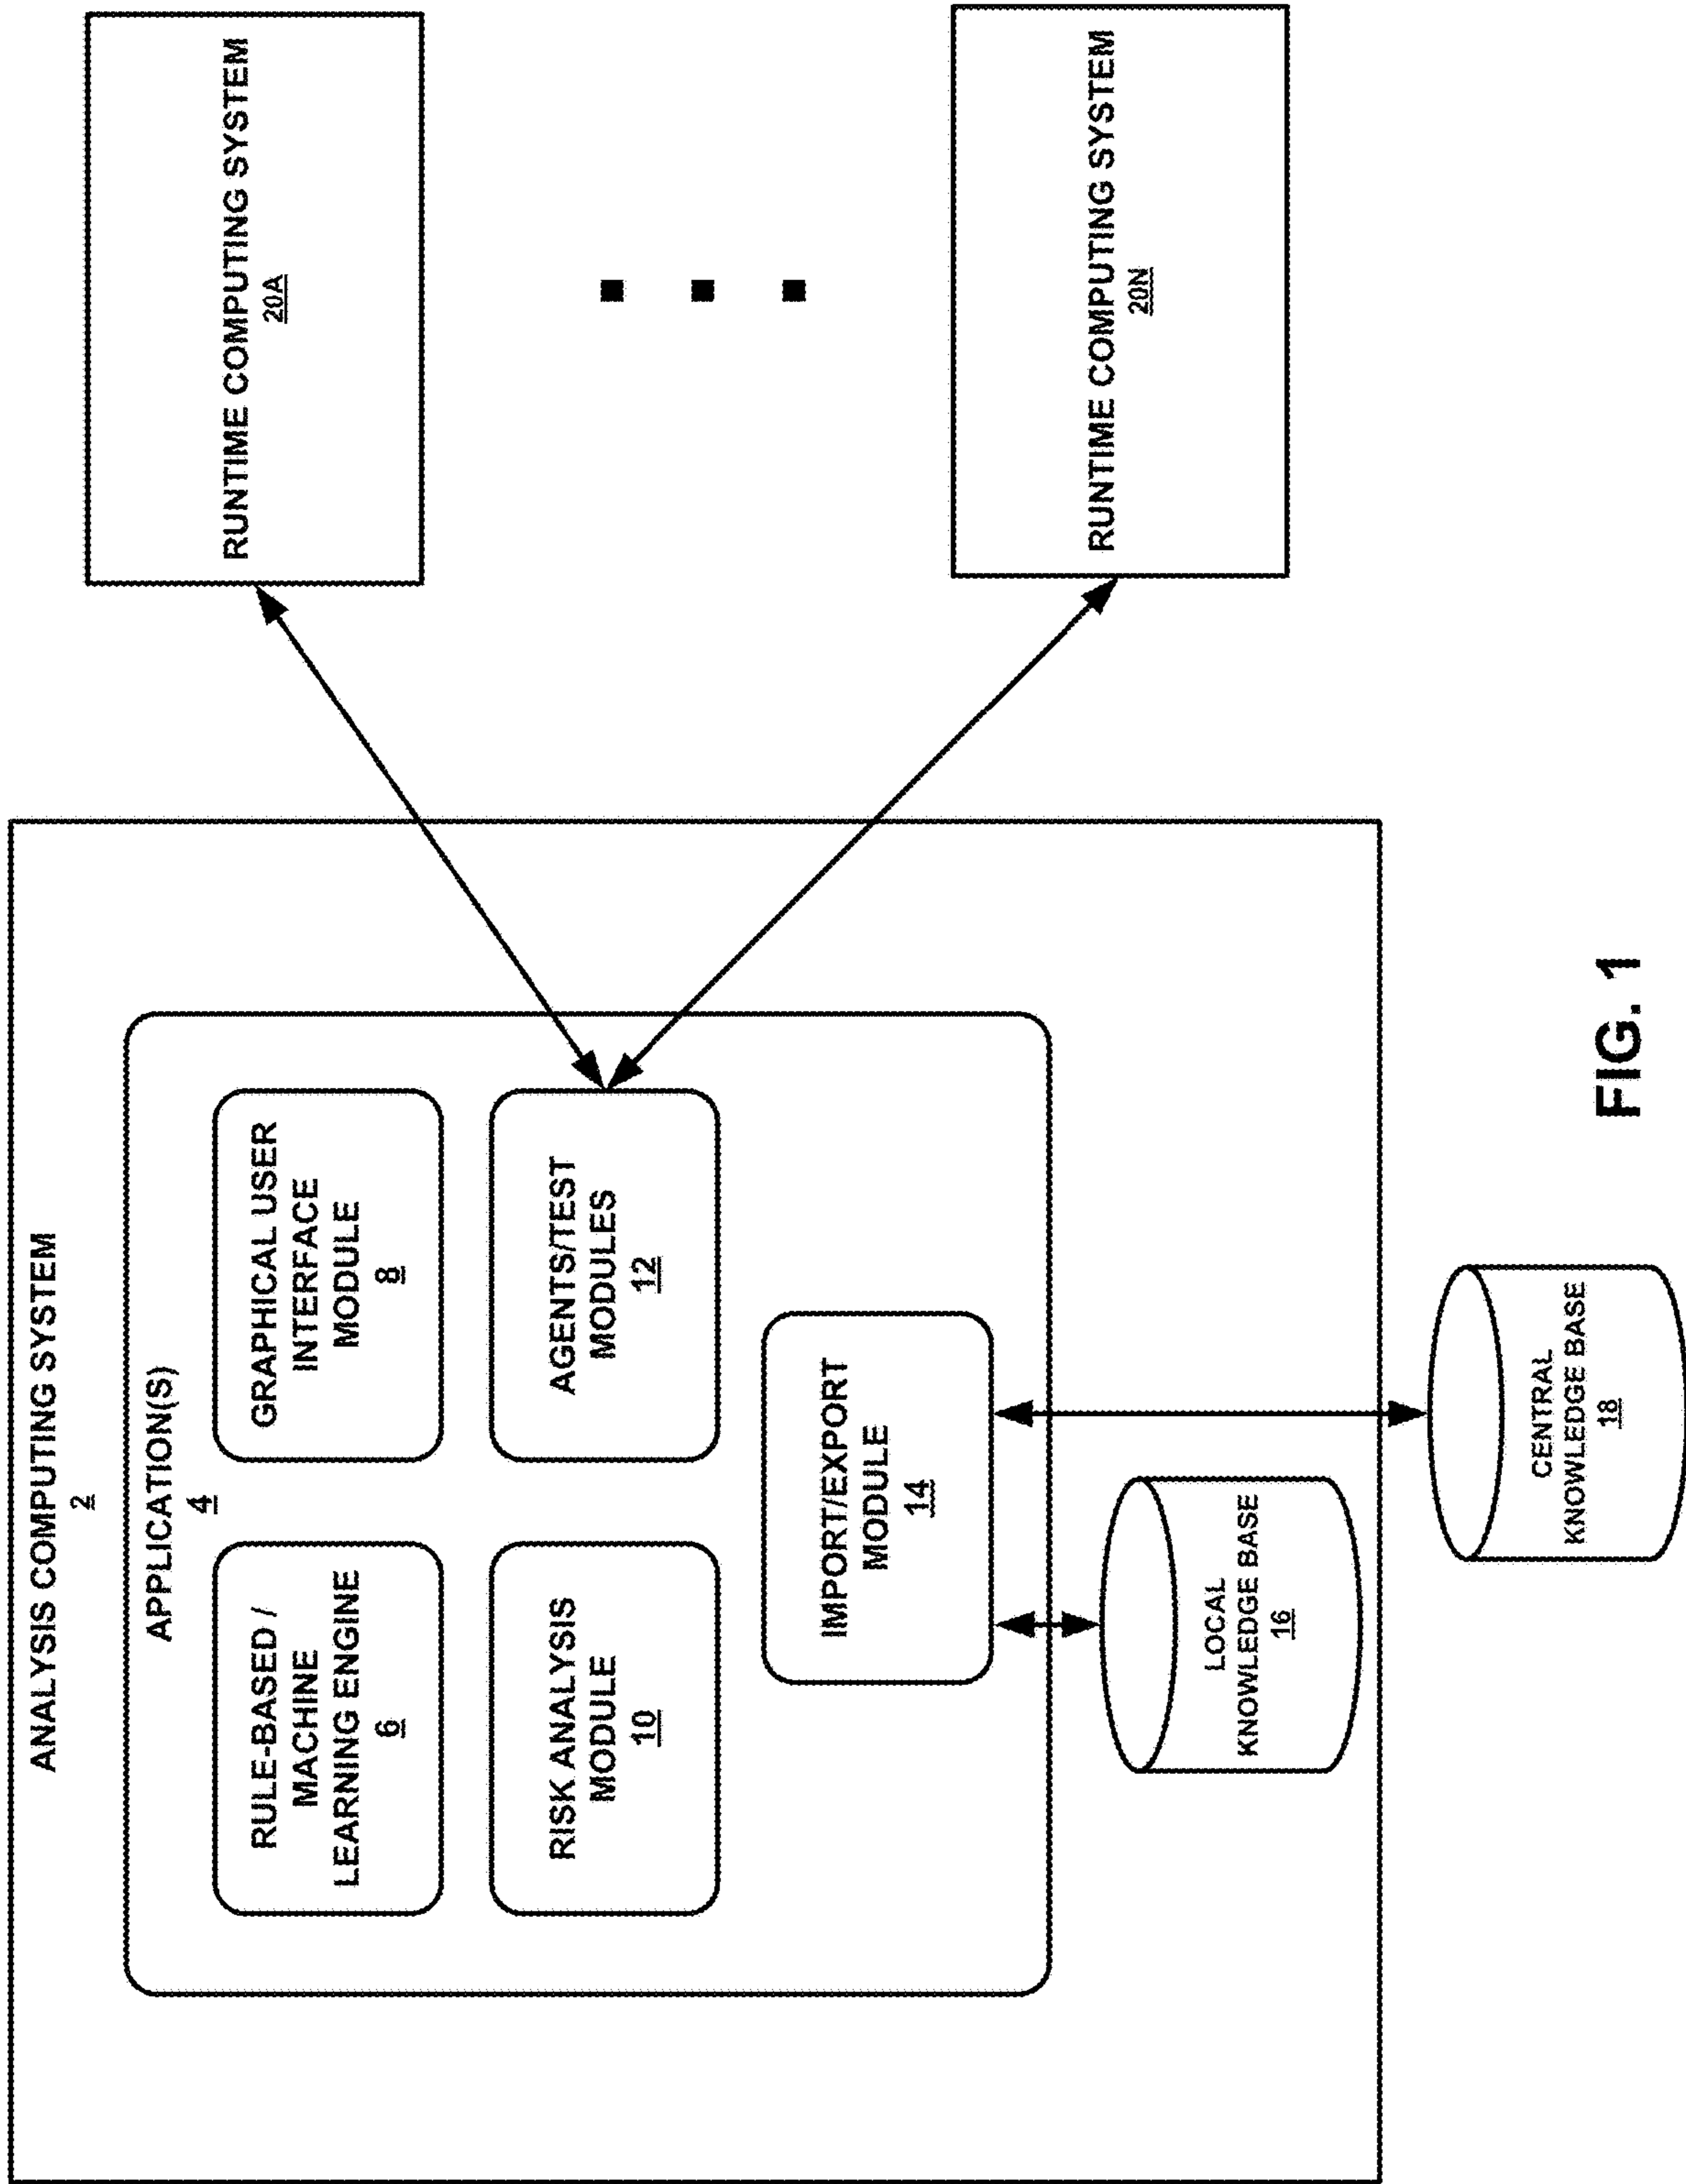 ANALYSIS COMPUTING SYSTEM
2
APPLICATION(S)
4
RULE-BASED /
MACHINE
LEARNING ENGINE
6
GRAPHICAL USER
INTERFACE
MODULE
8
RISK ANALYSIS
MODULE
10
AGENTS/TEST
MODULES
12
IMPORT/EXPORT
MODULE
14
LOCAL
KNOWLEDGE BASE
16
CENTRAL
KNOWLEDGE BASE
18
RUNTIME COMPUTING SYSTEM
20A
RUNTIME COMPUTING SYSTEM
20N
FIG. 1